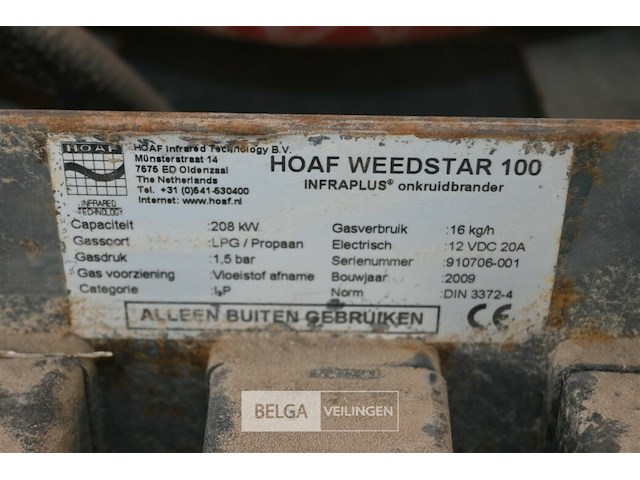 HOAF
INFRARED
TECHNOLOGY
HOAF Infrared Technology B.V.
Münsterstraat 14
7575 ED Oldenzaal
The Netherlands
Tel. +31 (0)541-530400
Internet: www.hoaf.nl
HOAF WEEDSTAR 100
INFRAPLUS® onkruidbrander
Capaciteit :208 kW
Gassoort :LPG / Propaan
Gasdruk :1,5 bar
Gas voorziening :Vloeistof afname
Categorie :I₃P
Gasverbruik :16 kg/h
Electrisch :12 VDC 20A
Serienummer :910706-001
Bouwjaar :2009
Norm :DIN 3372-4
ALLEEN BUITEN GEBRUIKEN
CE
BELGA VEILINGEN